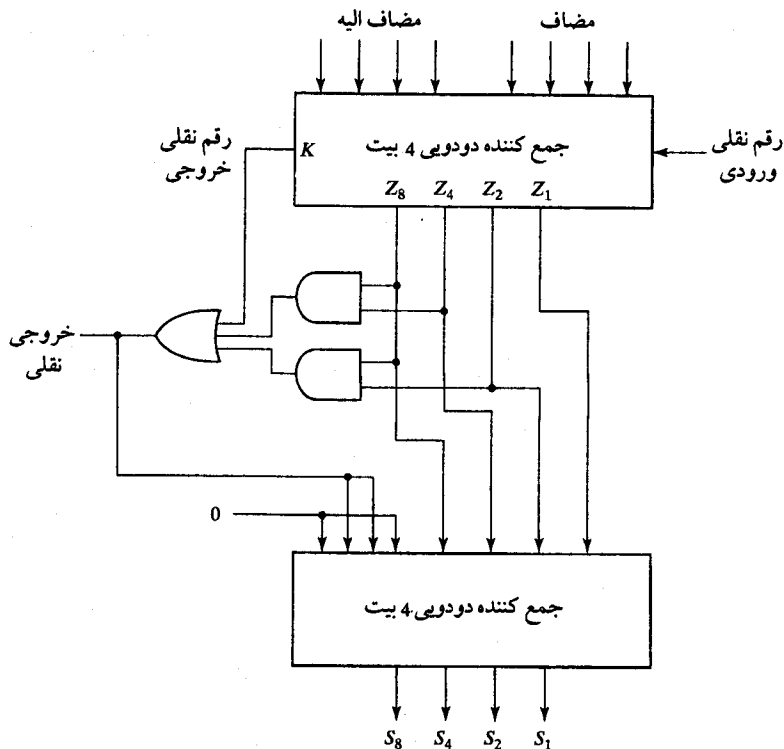 مضاف الیه
مضاف
جمع کننده دودویی 4 بیت
K
رقم نقلی
خروجی
رقم نقلی
ورودی
Z8 Z4 Z2 Z1
خروجی
نقلی
0
جمع کننده دودویی 4 بیت
S8 S4 S2 S1